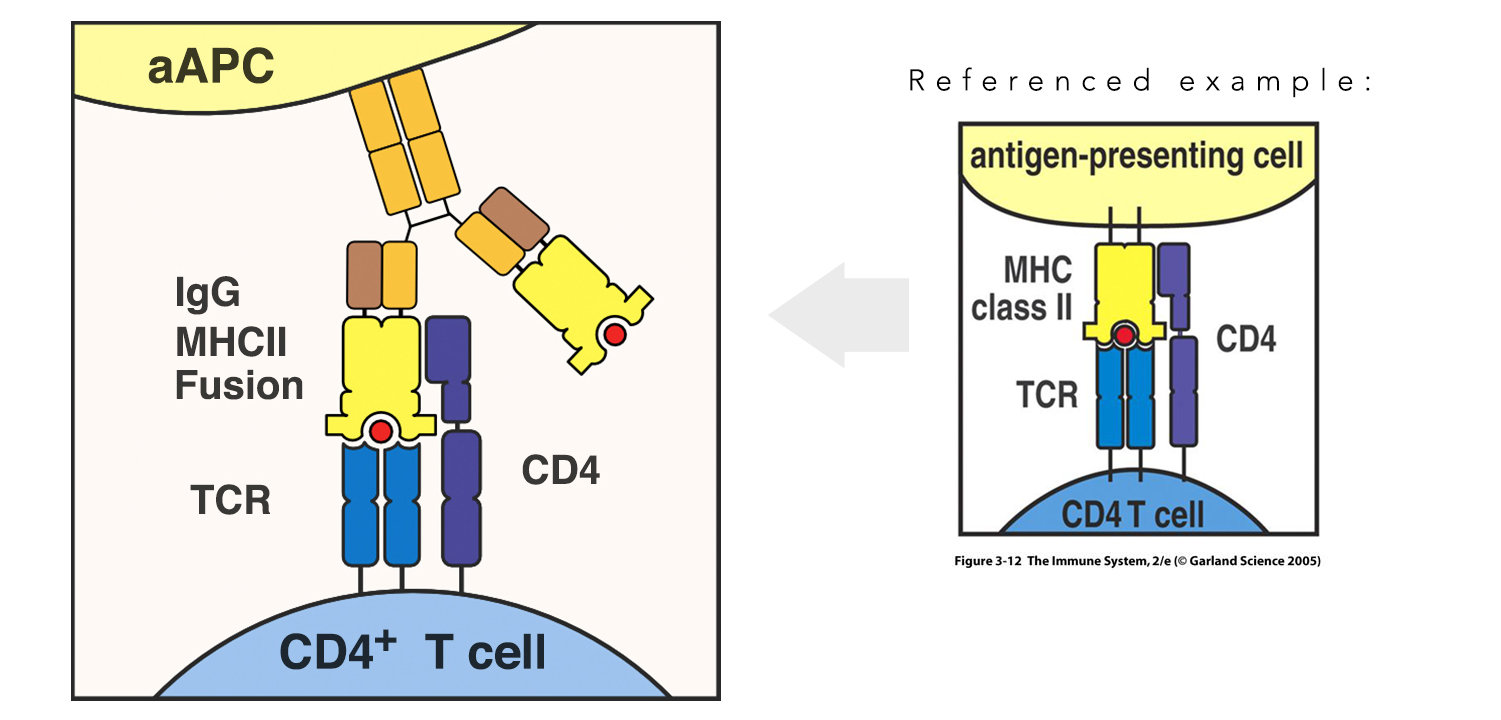 aAPC
IgG
MHCII
Fusion
TCR
CD4
CD4⁺ T cell
Referenced example:
antigen-presenting cell
MHC
class II
CD4
TCR
CD4 T cell
Figure 3-12 The Immune System, 2/e (© Garland Science 2005)